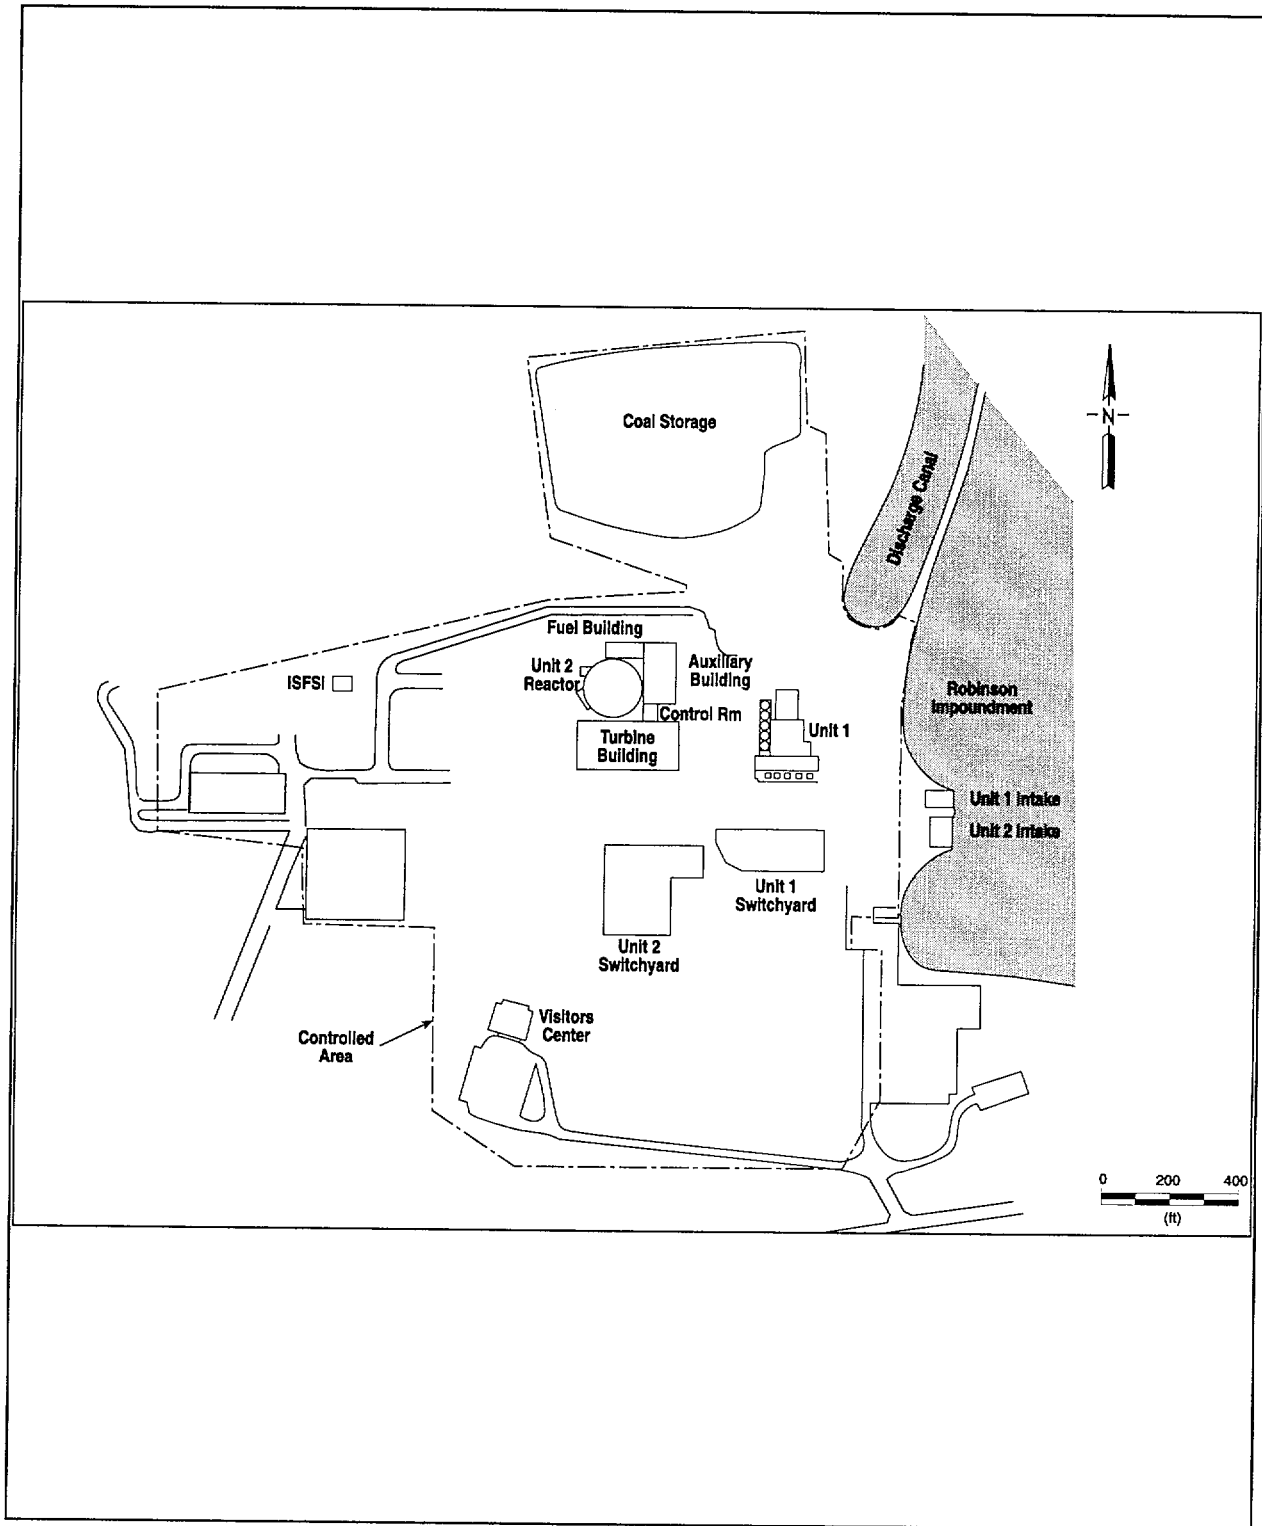 Coal Storage
N
Discharge Canal
Fuel Building
Unit 2
Reactor
Auxiliary
Building
ISFSI
Control Rm
Robinson
Impoundment
Turbine
Building
Unit 1
Unit 1 Intake
Unit 2 Intake
Unit 1
Switchyard
Unit 2
Switchyard
Visitors
Center
Controlled
Area
0 200 400
(ft)